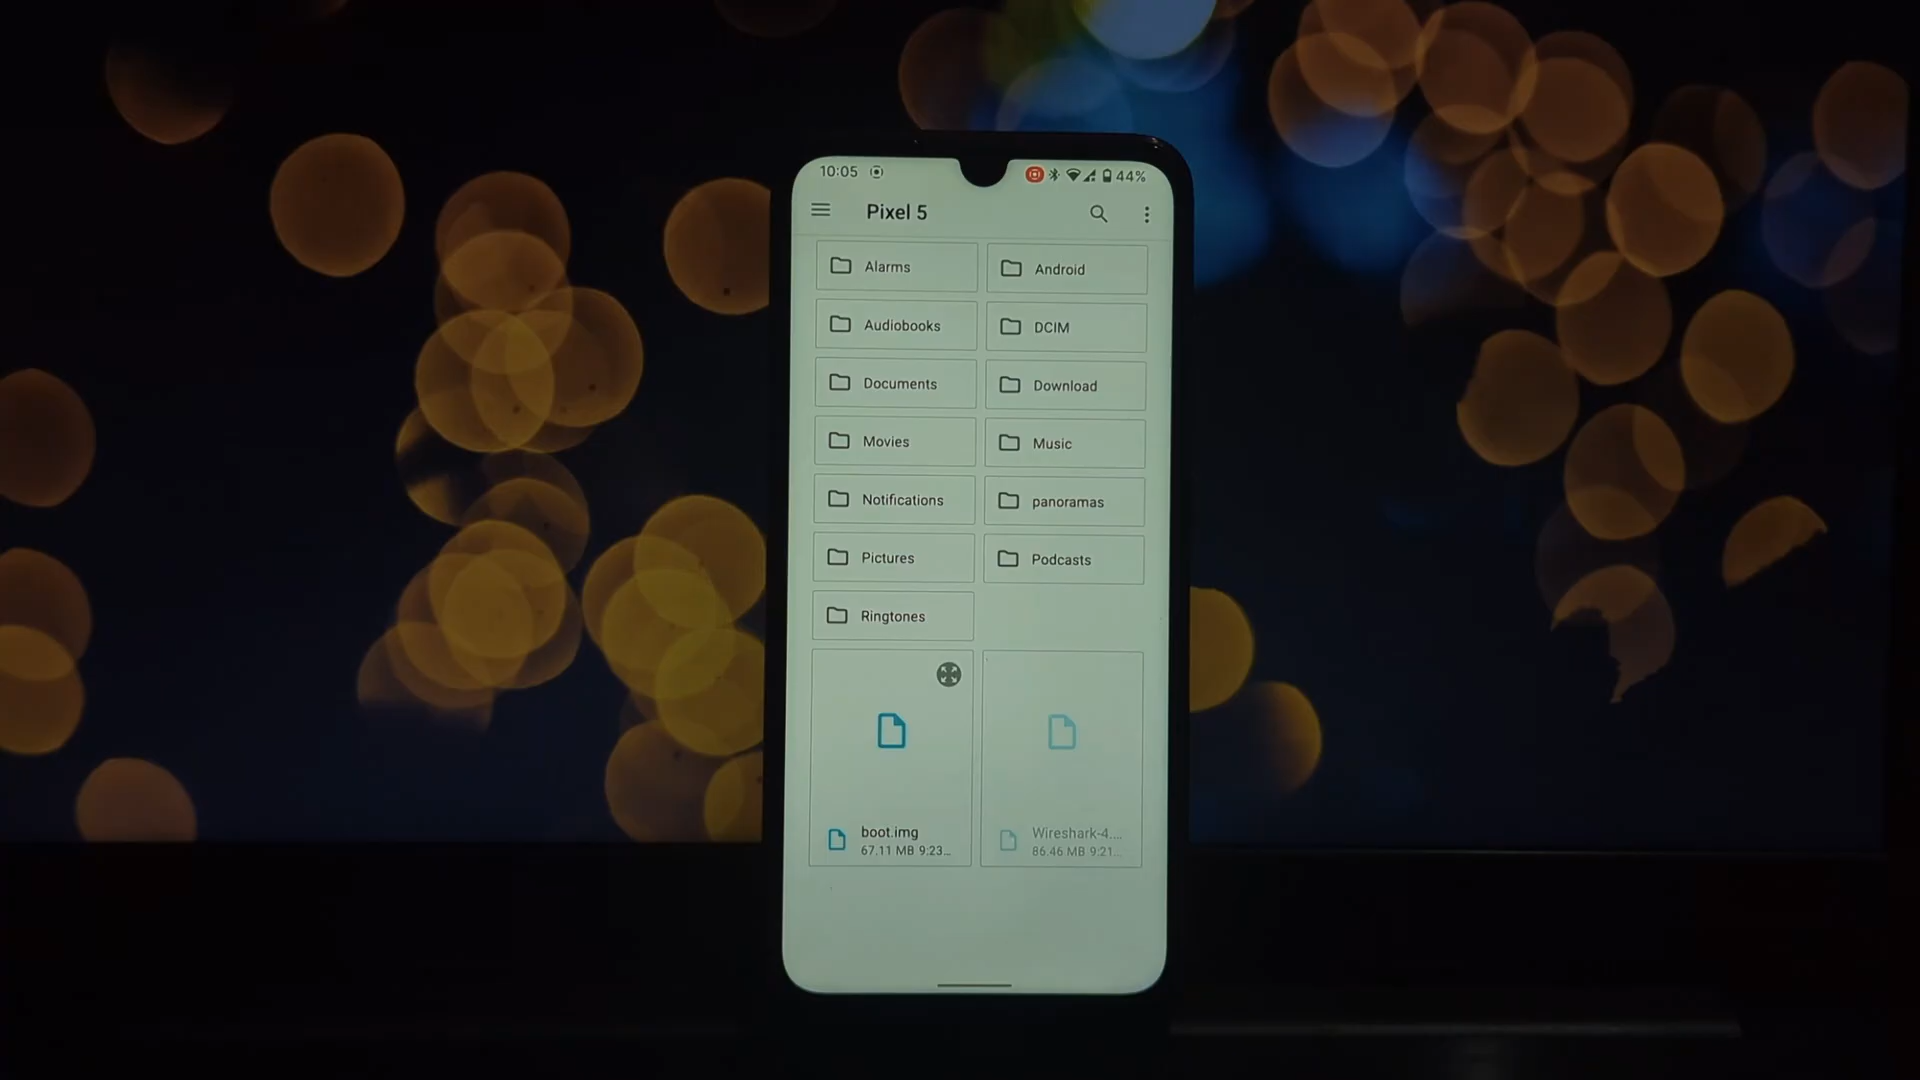 10:05 44%
Pixel 5
Alarms Android
Audiobooks DCIM
Documents Download
Movies Music
Notifications panoramas
Pictures Podcasts
Ringtones
boot.img Wireshark-4....
67.11 MB 9:23... 86.46 MB 9:21...